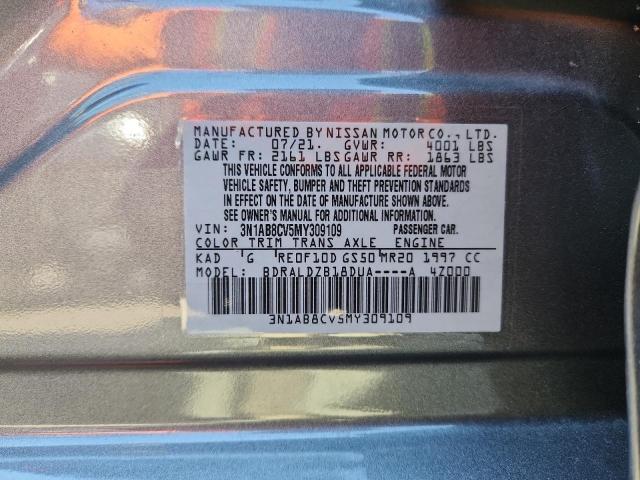 MANUFACTURED BY NISSAN MOTOR CO., LTD.
DATE: 07/21. GVWR: 4001 LBS
GAWR FR: 2161 LBS GAWR RR: 1863 LBS
THIS VEHICLE CONFORMS TO ALL APPLICABLE FEDERAL MOTOR
VEHICLE SAFETY, BUMPER AND THEFT PREVENTION STANDARDS
IN EFFECT ON THE DATE OF MANUFACTURE SHOWN ABOVE.
SEE OWNER'S MANUAL FOR ADDITIONAL INFORMATION.
VIN: 3N1AB8CV5MY309109 PASSENGER CAR.
COLOR TRIM TRANS AXLE ENGINE
KAD 'G 'RE0F10D GS50'MR20 1997 CC
MODEL: BDRALDZB18DUA----A 4Z000
3N1AB8CV5MY309109